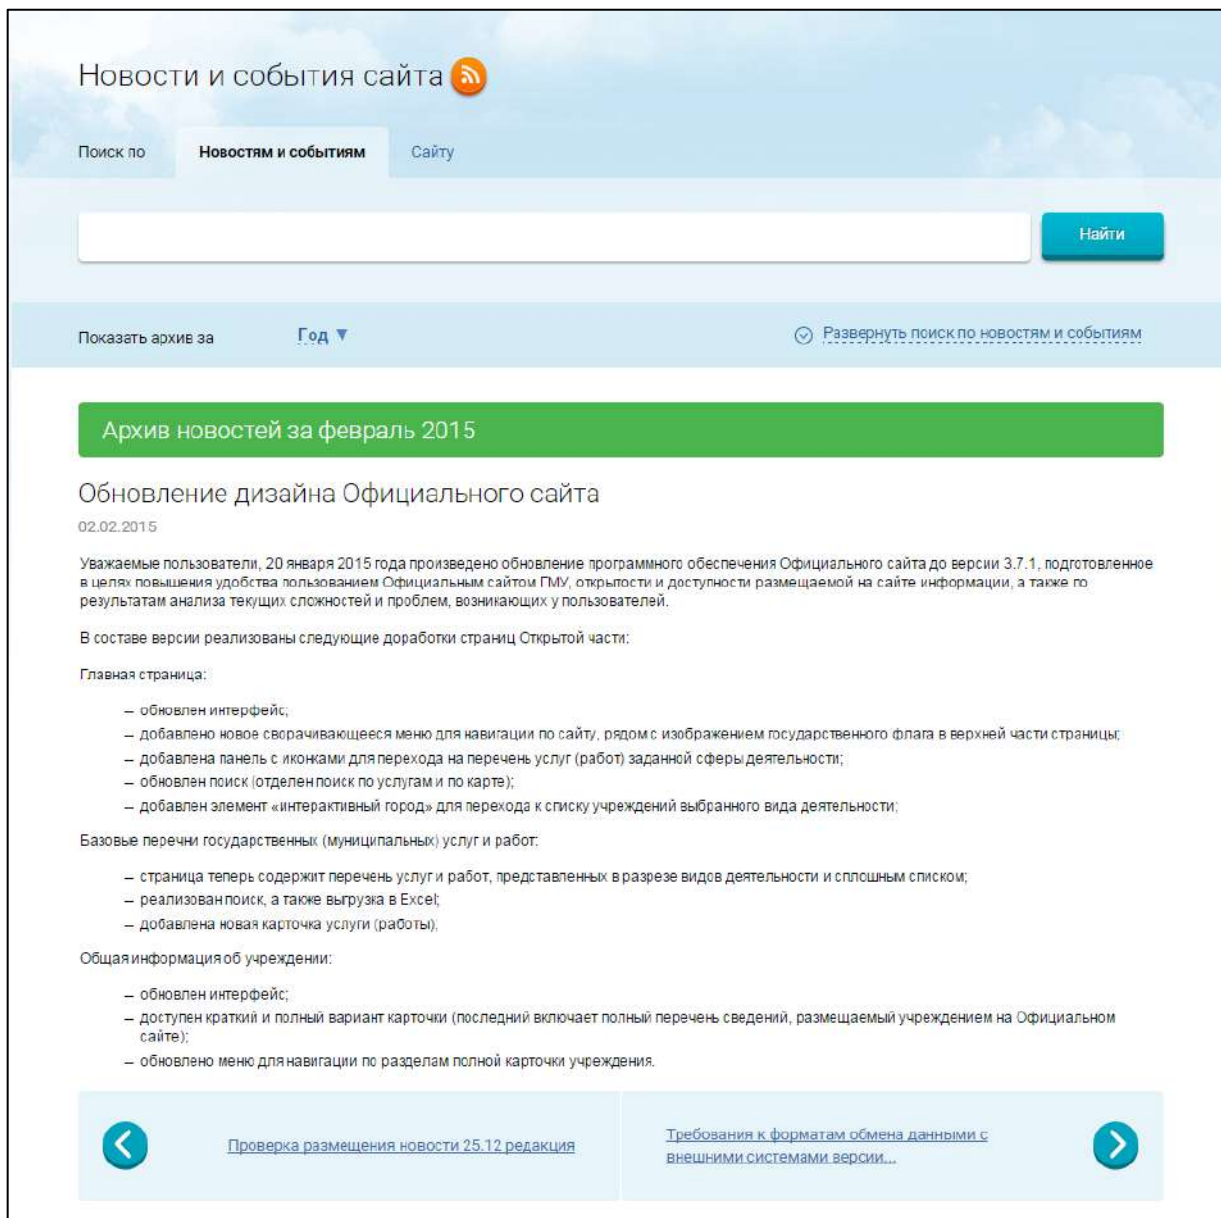 Новости и события сайта
Поиск по Новостям и событиям Сайту
Найти
Показать архив за Год Развернуть поиск по новостям и событиям
Архив новостей за февраль 2015
Обновление дизайна Официального сайта
02.02.2015
Уважаемые пользователи, 20 января 2015 года произведено обновление программного обеспечения Официального сайта до версии 3.7.1, подготовленное
в целях повышения удобства пользованием Официальным сайтом ГМУ, открытости и доступности размещаемой на сайте информации, а также по
результатам анализа текущих сложностей и проблем, возникающих у пользователей.
В составе версии реализованы следующие доработки страниц Открытой части:
Главная страница:
– обновлен интерфейс;
– добавлено новое сворачивающееся меню для навигации по сайту, рядом с изображением государственного флага в верхней части страницы;
– добавлена панель с иконками для перехода на перечень услуг (работ) заданной сферы деятельности;
– обновлен поиск (отделен поиск по услугам и по карте);
– добавлен элемент «интерактивный город» для перехода к списку учреждений выбранного вида деятельности;
Базовые перечни государственных (муниципальных) услуг и работ:
– страница теперь содержит перечень услуг и работ, представленных в разрезе видов деятельности и сплошным списком;
– реализован поиск, а также выгрузка в Excel;
– добавлена новая карточка услуги (работы);
Общая информация об учреждении:
– обновлен интерфейс;
– доступен краткий и полный вариант карточки (последний включает полный перечень сведений, размещаемый учреждением на Официальном
сайте);
– обновлено меню для навигации по разделам полной карточки учреждения.
Проверка размещения новости 25.12 редакция
Требования к форматам обмена данными с
внешними системами версии...